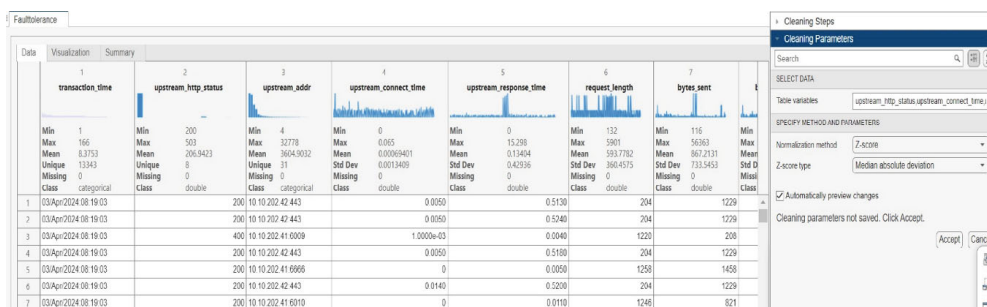 Faulttolerance
Data Visualization Summary
1 2 3 4 5 6 7
transaction_time upstream_http_status upstream_addr upstream_connect_time upstream_response_time request_length bytes_sent
Min 1 Min 200 Min 4 Min 0 Min 0 Min 132 Min 116 Min
Max 166 Max 503 Max 32778 Max 0.065 Max 15.298 Max 5901 Max 56363 Max
Mean 8.3753 Mean 206.9423 Mean 3604.9032 Mean 0.00069401 Mean 0.13404 Mean 593.7782 Mean 867.2131 Mean
Unique 13343 Unique 8 Unique 31 Std Dev 0.0013409 Std Dev 0.42936 Std Dev 360.4575 Std Dev 733.5453 Std D
Missing 0 Missing 0 Missing 0 Missing 0 Missing 0 Missing 0 Missing 0 Missi
Class categorical Class double Class categorical Class double Class double Class double Class double Class
1 03/Apr/2024:08:19:03 200 10.10.202.42:443 0.0050 0.5130 204 1229
2 03/Apr/2024:08:19:03 200 10.10.202.42:443 0.0050 0.5240 204 1229
3 03/Apr/2024:08:19:03 400 10.10.202.41:6009 1.0000e-03 0.0040 1220 208
4 03/Apr/2024:08:19:03 200 10.10.202.42:443 0.0050 0.5180 204 1229
5 03/Apr/2024:08:19:03 200 10.10.202.41:6666 0 0.0050 1258 1458
6 03/Apr/2024:08:19:03 200 10.10.202.42:443 0.0140 0.5200 204 1229
7 03/Apr/2024:08:19:03 200 10.10.202.41:6010 0 0.0110 1246 821
Cleaning Steps
Cleaning Parameters
Search
SELECT DATA
Table variables upstream_http_status,upstream_connect_time,
SPECIFY METHOD AND PARAMETERS
Normalization method Z-score
Z-score type Median absolute deviation
Automatically preview changes
Cleaning parameters not saved. Click Accept.
Accept Canc